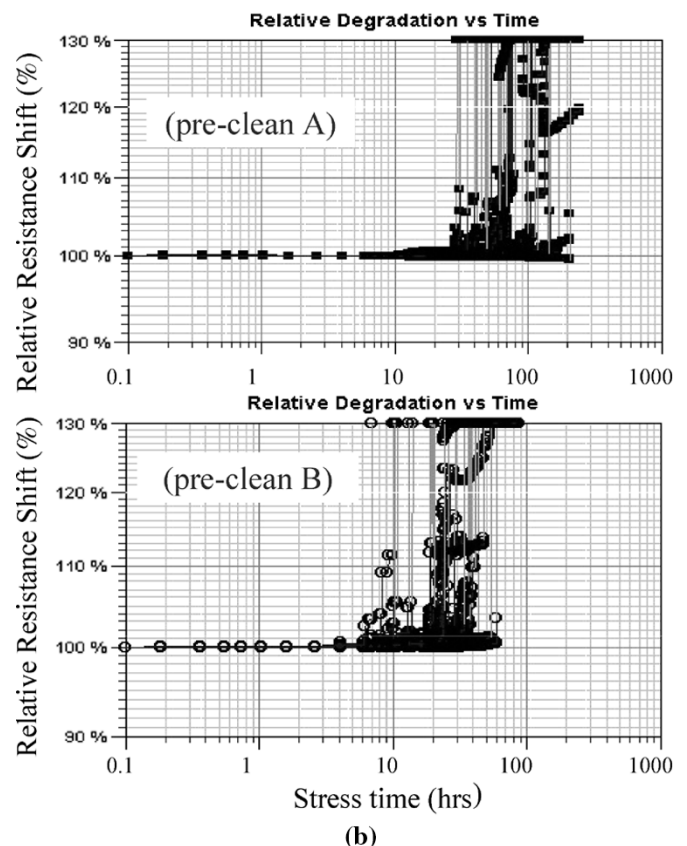 Relative Degradation vs Time
Relative Resistance Shift (%)
130 %
120 %
110 %
100 %
90 %
(pre-clean A)
0.1 1 10 100 1000
Relative Degradation vs Time
Relative Resistance Shift (%)
130 %
120 %
110 %
100 %
90 %
(pre-clean B)
0.1 1 10 100 1000
Stress time (hrs)
(b)